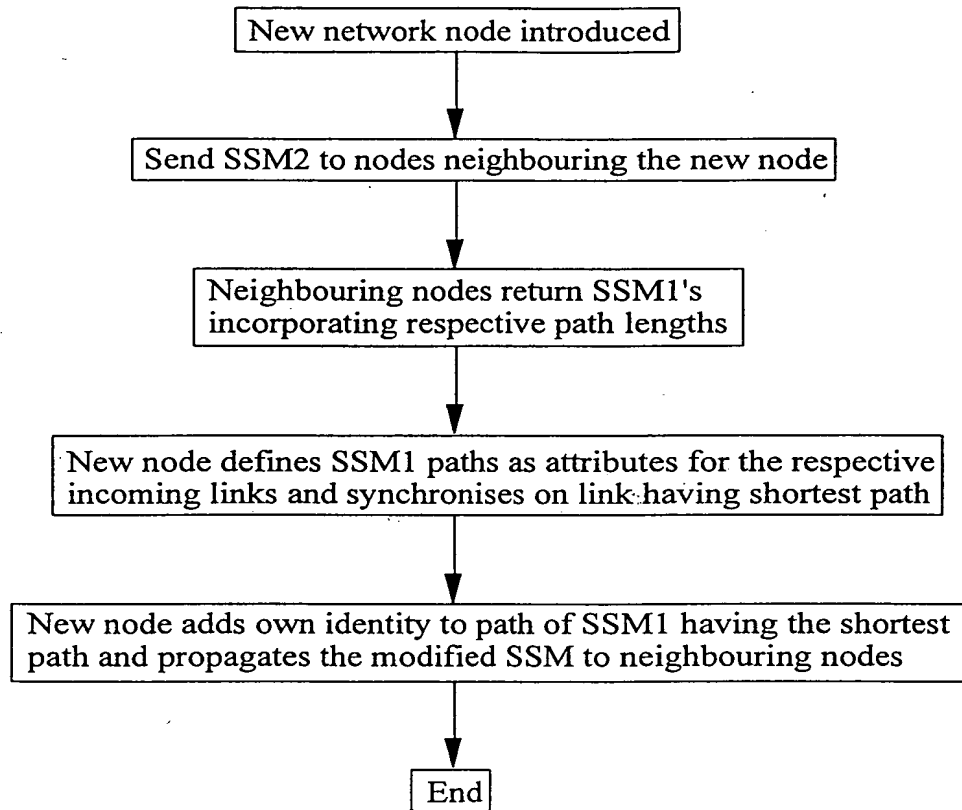 New network node introduced
Send SSM2 to nodes neighbouring the new node
Neighbouring nodes return SSM1's
incorporating respective path lengths
New node defines SSM1 paths as attributes for the respective
incoming links and synchronises on link having shortest path
New node adds own identity to path of SSM1 having the shortest
path and propagates the modified SSM to neighbouring nodes
End